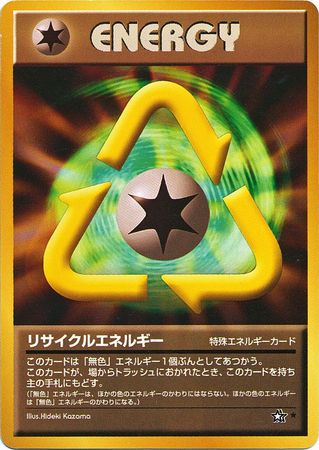 ENERGY
リサイクルエネルギー 特殊エネルギーカード
このカードは「無色」エネルギー1個ぶんとしてあつかう。
このカードが、場からトラッシュにおかれたとき、このカードを持ち
主の手札にもどす。
(「無色」エネルギーは、ほかの色のエネルギーのかわりにはならない。ほかの色のエネルギ
ーは「無色」エネルギーのかわりになる。)
Illus.Hideki Kazama